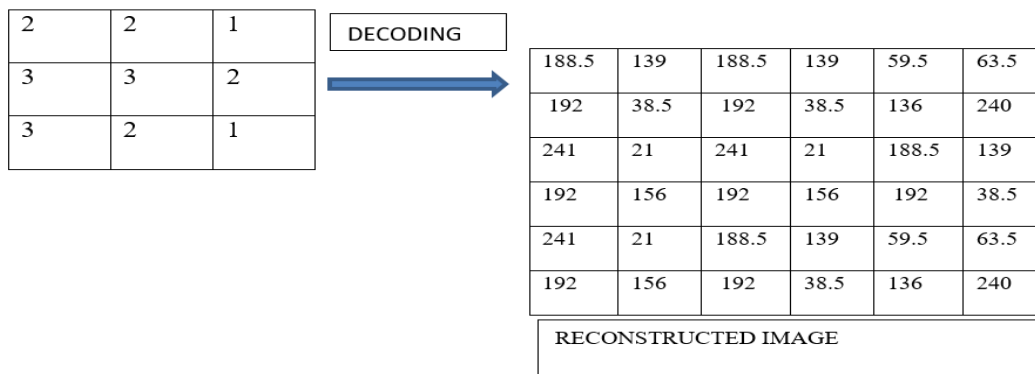 2 2 1
3 3 2
3 2 1
DECODING
188.5 139 188.5 139 59.5 63.5
192 38.5 192 38.5 136 240
241 21 241 21 188.5 139
192 156 192 156 192 38.5
241 21 188.5 139 59.5 63.5
192 156 192 38.5 136 240
RECONSTRUCTED IMAGE